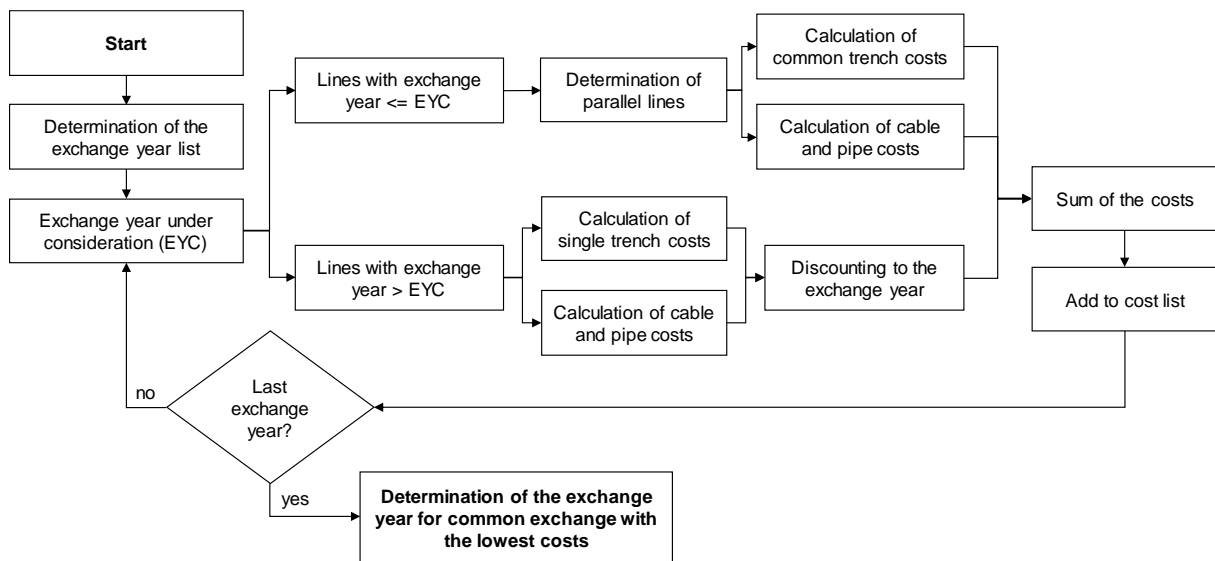 Start
Determination of the
exchange year list
Exchange year under
consideration (EYC)
Lines with exchange
year <= EYC
Determination of
parallel lines
Calculation of
common trench costs
Calculation of cable
and pipe costs
Lines with exchange
year > EYC
Calculation of
single trench costs
Calculation of cable
and pipe costs
Discounting to the
exchange year
Sum of the costs
Add to cost list
Last
exchange
year?
no
yes
Determination of the exchange
year for common exchange with
the lowest costs